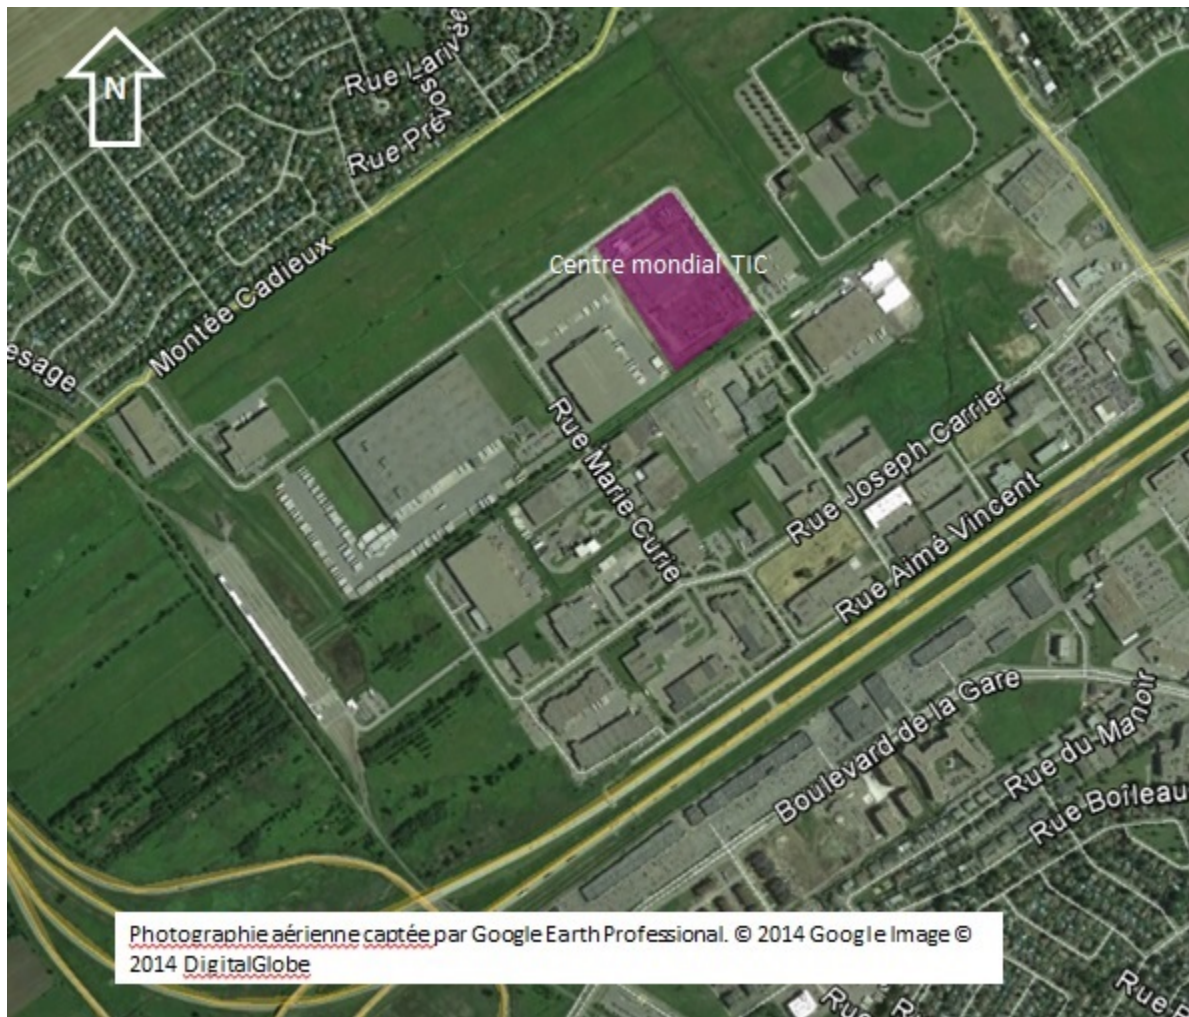 N
Rue Larivé
Rue Prévos
esage
Montée Cadieux
Centre mondial TIC
Rue Marie Curie
Rue Joseph Carrier
Rue Aimé Vincent
Boulevard de la Gare
Rue du Manoir
Rue Boileau
Photographie aérienne captée par Google Earth Professional. © 2014 Google Image ©
2014 DigitalGlobe
Rue